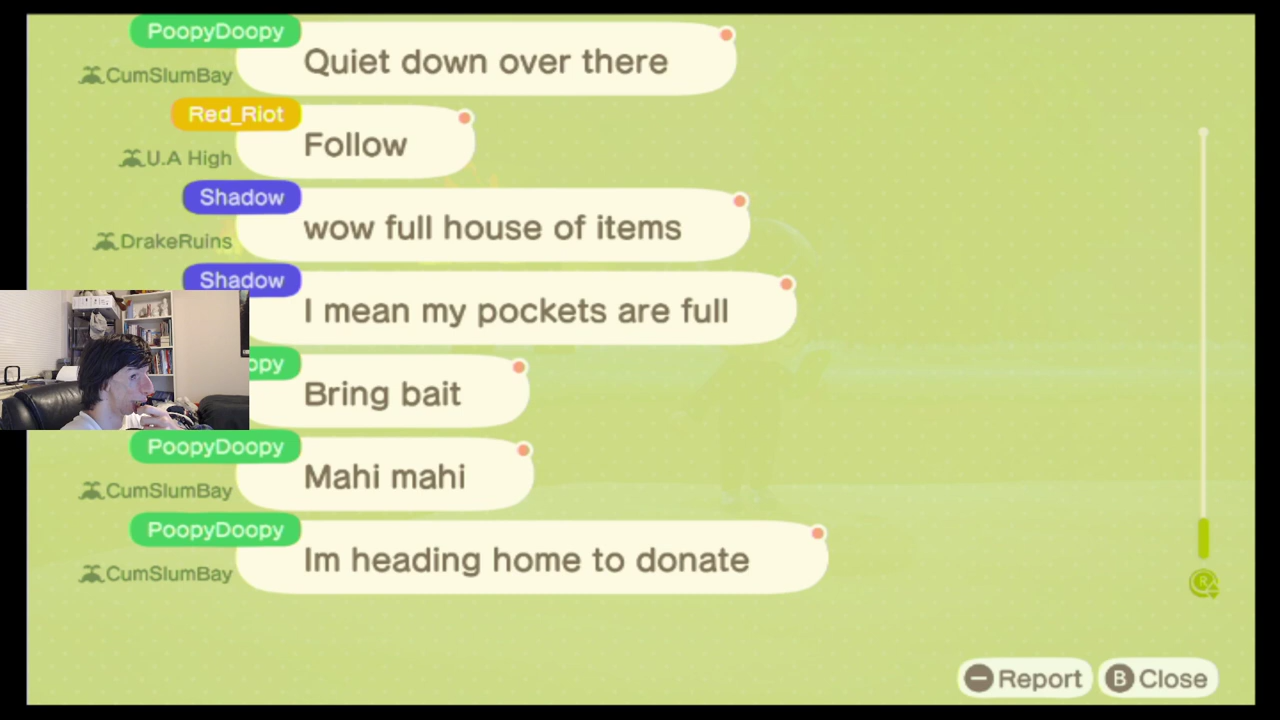 PoopyDoopy
CumSlumBay
Quiet down over there
Red_Riot
U.A High
Follow
Shadow
DrakeRuins
wow full house of items
Shadow
I mean my pockets are full
opy
Bring bait
PoopyDoopy
CumSlumBay
Mahi mahi
PoopyDoopy
CumSlumBay
Im heading home to donate
R
Report
B Close